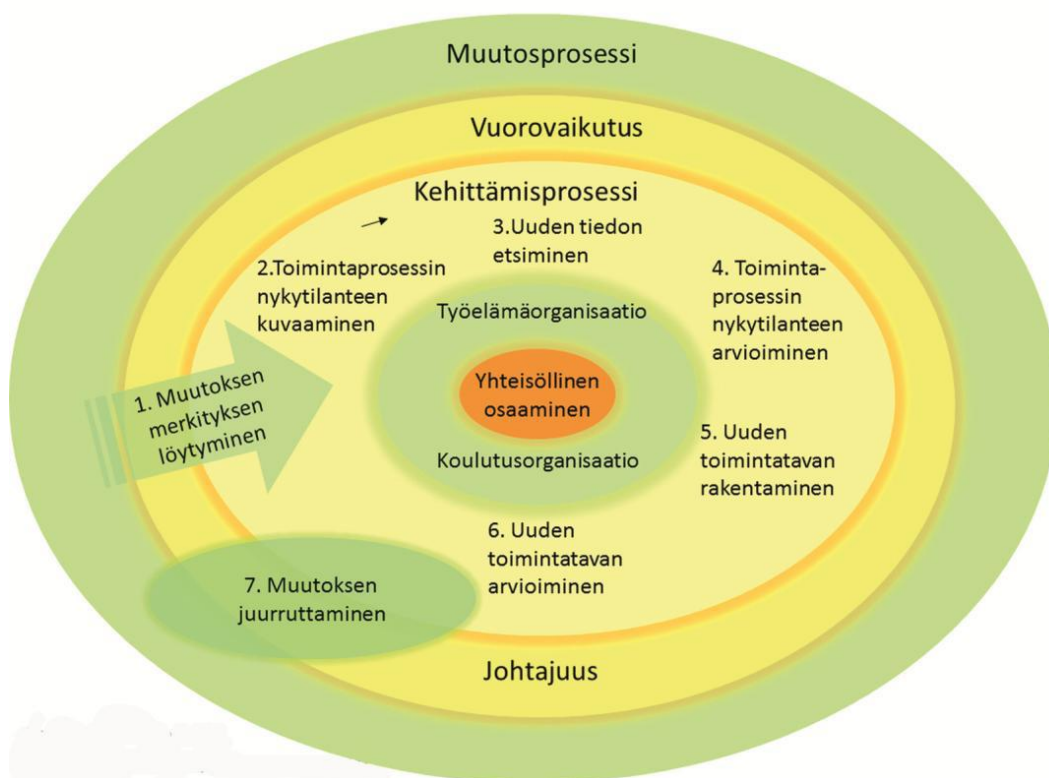 Muutosprosessi
Vuorovaikutus
Kehittämisprosessi
1. Muutoksen
merkityksen
löytyminen
2.Toimintaprosessin
nykytilanteen
kuvaaminen
3.Uuden tiedon
etsiminen
4. Toiminta-
prosessin
nykytilanteen
arvioiminen
Työelämäorganisaatio
Yhteisöllinen
osaaminen
Koulutusorganisaatio
5. Uuden
toimintatavan
rakentaminen
6. Uuden
toimintatavan
arvioiminen
7. Muutoksen
juurruttaminen
Johtajuus